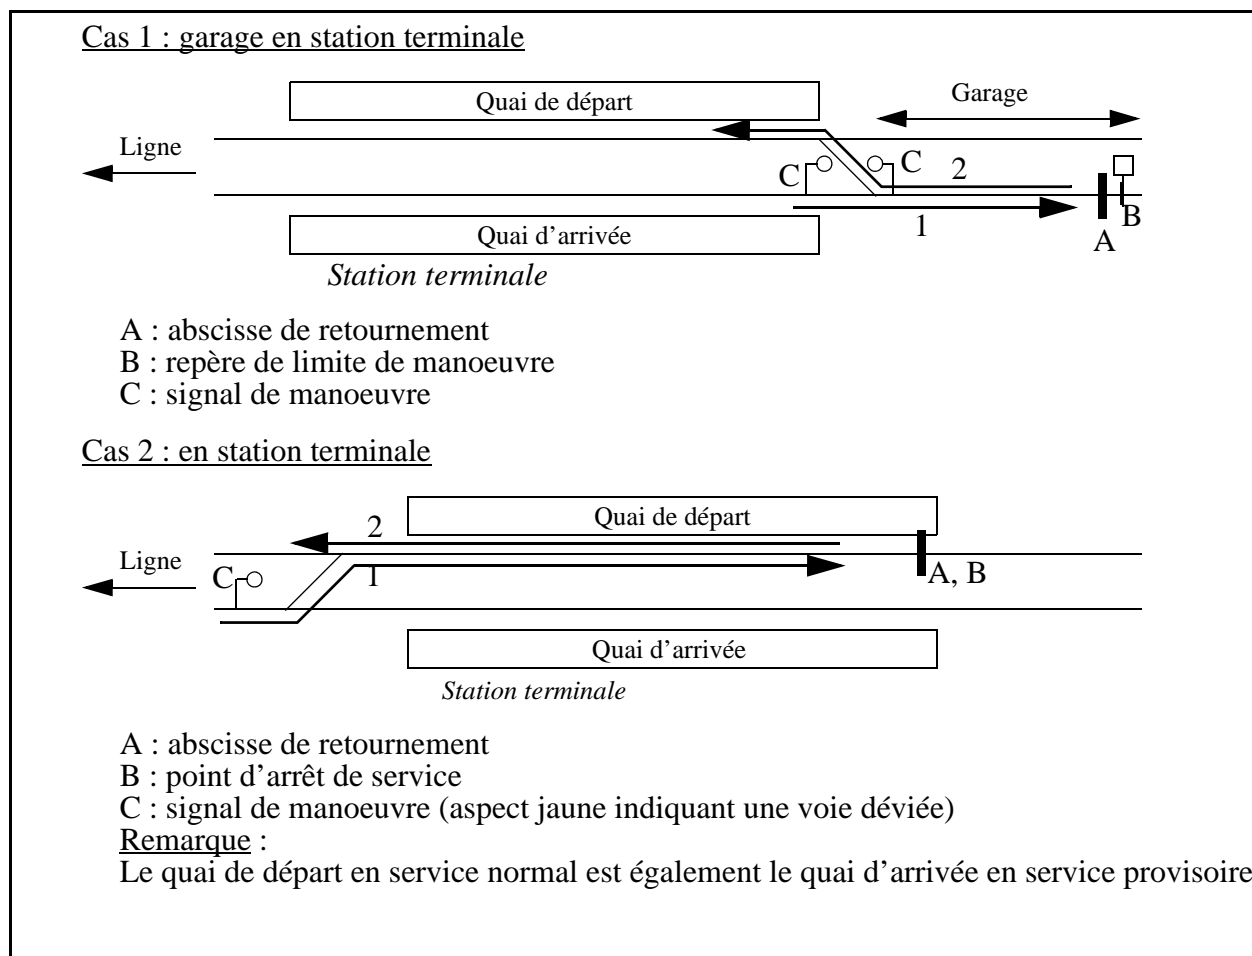 Cas 1 : garage en station terminale
Quai de départ
Garage
Ligne
C
C
2
1
B
A
Quai d’arrivée
Station terminale
A : abscisse de retournement
B : repère de limite de manoeuvre
C : signal de manoeuvre
Cas 2 : en station terminale
Quai de départ
2
Ligne
C
1
A, B
Quai d’arrivée
Station terminale
A : abscisse de retournement
B : point d’arrêt de service
C : signal de manoeuvre (aspect jaune indiquant une voie déviée)
Remarque :
Le quai de départ en service normal est également le quai d’arrivée en service provisoire